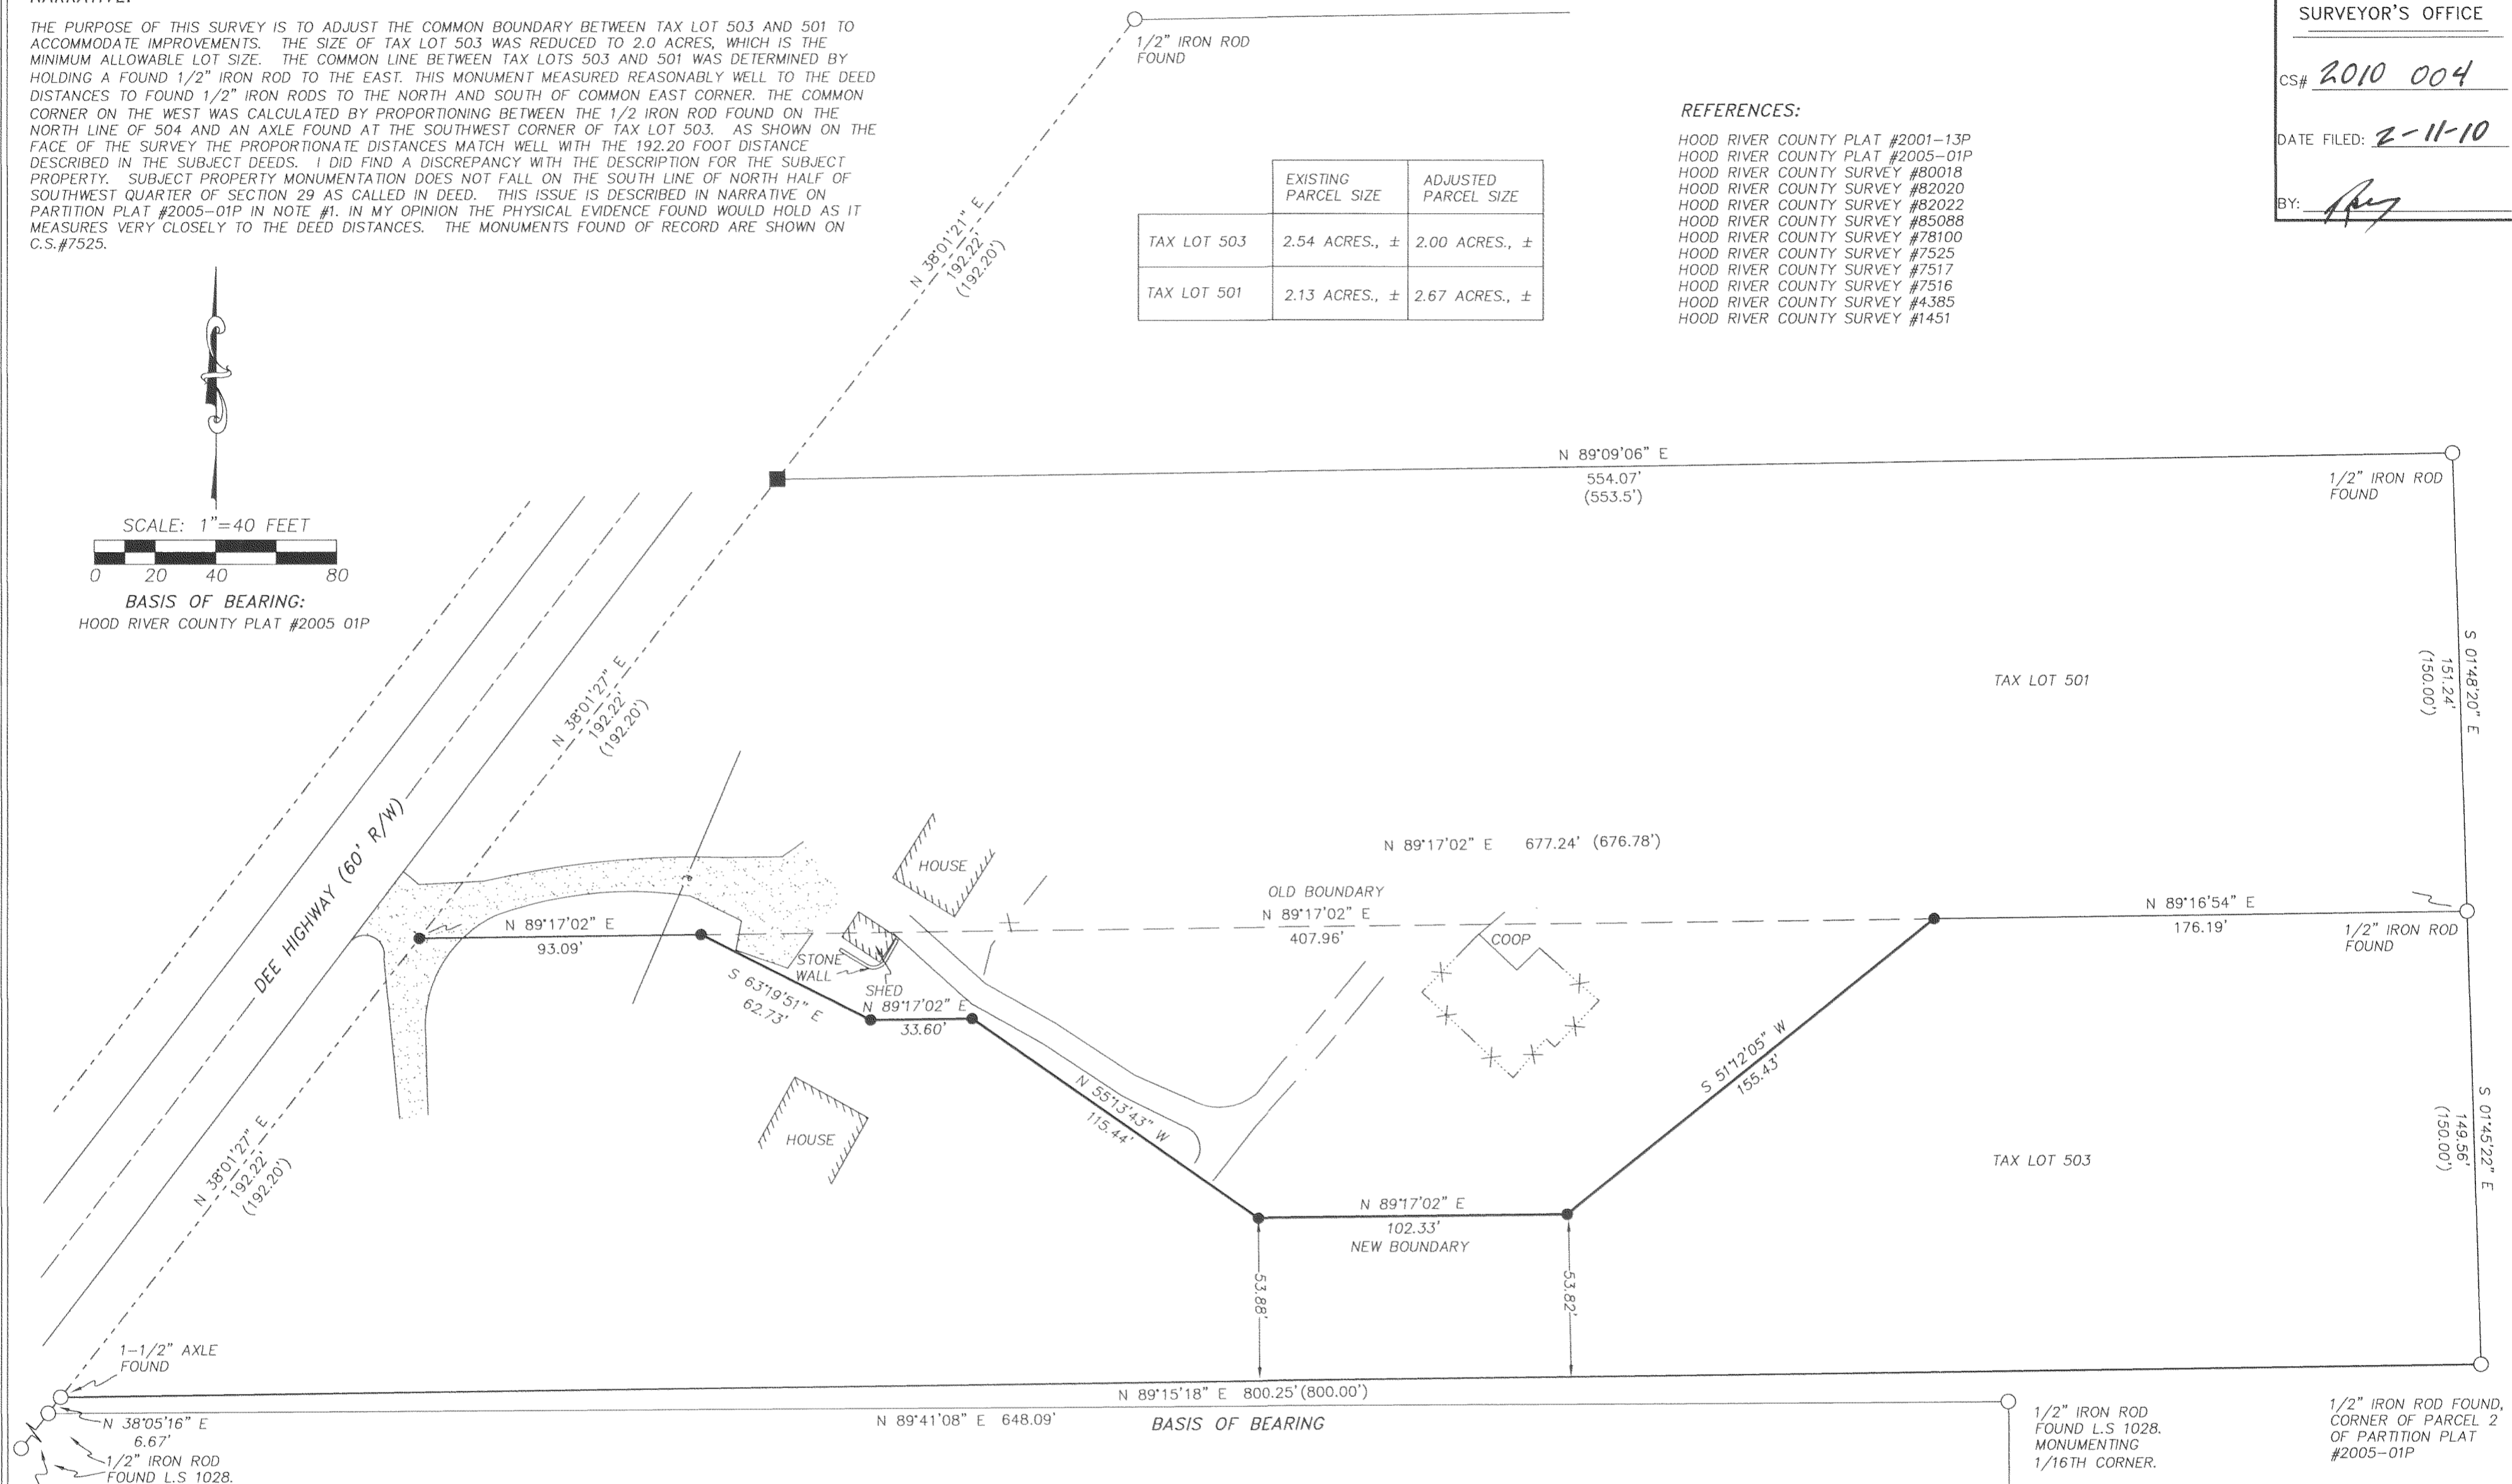 THE PURPOSE OF THIS SURVEY IS TO ADJUST THE COMMON BOUNDARY BETWEEN TAX LOT 503 AND 501 TO
ACCOMMODATE IMPROVEMENTS. THE SIZE OF TAX LOT 503 WAS REDUCED TO 2.0 ACRES, WHICH IS THE
MINIMUM ALLOWABLE LOT SIZE. THE COMMON LINE BETWEEN TAX LOTS 503 AND 501 WAS DETERMINED BY
HOLDING A FOUND 1/2" IRON ROD TO THE EAST. THIS MONUMENT MEASURED REASONABLY WELL TO THE DEED
DISTANCES TO FOUND 1/2" IRON RODS TO THE NORTH AND SOUTH OF COMMON EAST CORNER. THE COMMON
CORNER ON THE WEST WAS CALCULATED BY PROPORTIONING BETWEEN THE 1/2 IRON ROD FOUND ON THE
NORTH LINE OF 504 AND AN AXLE FOUND AT THE SOUTHWEST CORNER OF TAX LOT 503. AS SHOWN ON THE
FACE OF THE SURVEY THE PROPORTIONATE DISTANCES MATCH WELL WITH THE 192.20 FOOT DISTANCE
DESCRIBED IN THE SUBJECT DEEDS. I DID FIND A DISCREPANCY WITH THE DESCRIPTION FOR THE SUBJECT
PROPERTY. SUBJECT PROPERTY MONUMENTATION DOES NOT FALL ON THE SOUTH LINE OF NORTH HALF OF
SOUTHWEST QUARTER OF SECTION 29 AS CALLED IN DEED. THIS ISSUE IS DESCRIBED IN NARRATIVE ON
PARTITION PLAT #2005-01P IN NOTE #1. IN MY OPINION THE PHYSICAL EVIDENCE FOUND WOULD HOLD AS IT
MEASURES VERY CLOSELY TO THE DEED DISTANCES. THE MONUMENTS FOUND OF RECORD ARE SHOWN ON
C.S.#7525.
SURVEYOR'S OFFICE
CS# 2010 004
DATE FILED: 2-11-10
BY:
1/2" IRON ROD
FOUND
N 38°01'21" E
192.22'
(192.20')
EXISTING
PARCEL SIZE
ADJUSTED
PARCEL SIZE
TAX LOT 503
2.54 ACRES., ±
2.00 ACRES., ±
TAX LOT 501
2.13 ACRES., ±
2.67 ACRES., ±
REFERENCES:
HOOD RIVER COUNTY PLAT #2001-13P
HOOD RIVER COUNTY PLAT #2005-01P
HOOD RIVER COUNTY SURVEY #80018
HOOD RIVER COUNTY SURVEY #82020
HOOD RIVER COUNTY SURVEY #82022
HOOD RIVER COUNTY SURVEY #85088
HOOD RIVER COUNTY SURVEY #78100
HOOD RIVER COUNTY SURVEY #7525
HOOD RIVER COUNTY SURVEY #7517
HOOD RIVER COUNTY SURVEY #7516
HOOD RIVER COUNTY SURVEY #4385
HOOD RIVER COUNTY SURVEY #1451
SCALE: 1"=40 FEET
0 20 40 80
BASIS OF BEARING:
HOOD RIVER COUNTY PLAT #2005 01P
N 89°09'06" E
554.07'
(553.5')
1/2" IRON ROD
FOUND
S 01°48'20" E
151.24'
(150.00')
TAX LOT 501
N 38°01'27" E
192.22'
(192.20')
DEE HIGHWAY (60' R/W)
HOUSE
N 89°17'02" E 677.24' (676.78')
OLD BOUNDARY
N 89°17'02" E
407.96'
N 89°17'02" E
93.09'
COOP
N 89°16'54" E
176.19'
1/2" IRON ROD
FOUND
STONE
WALL
SHED
S 63°19'51" E
62.73'
N 89°17'02" E
33.60'
HOUSE
N 55°13'43" W
115.44'
S 51°12'05" W
155.43'
TAX LOT 503
S 01°45'22" E
149.56'
(150.00')
N 38°01'27" E
192.22'
(192.20')
N 89°17'02" E
102.33'
NEW BOUNDARY
53.88'
53.82'
1-1/2" AXLE
FOUND
N 89°15'18" E 800.25'(800.00')
N 89°41'08" E 648.09'
BASIS OF BEARING
N 38°05'16" E
6.67'
1/2" IRON ROD
FOUND L.S 1028.
1/2" IRON ROD
FOUND L.S 1028.
MONUMENTING
1/16TH CORNER.
1/2" IRON ROD FOUND,
CORNER OF PARCEL 2
OF PARTITION PLAT
#2005-01P